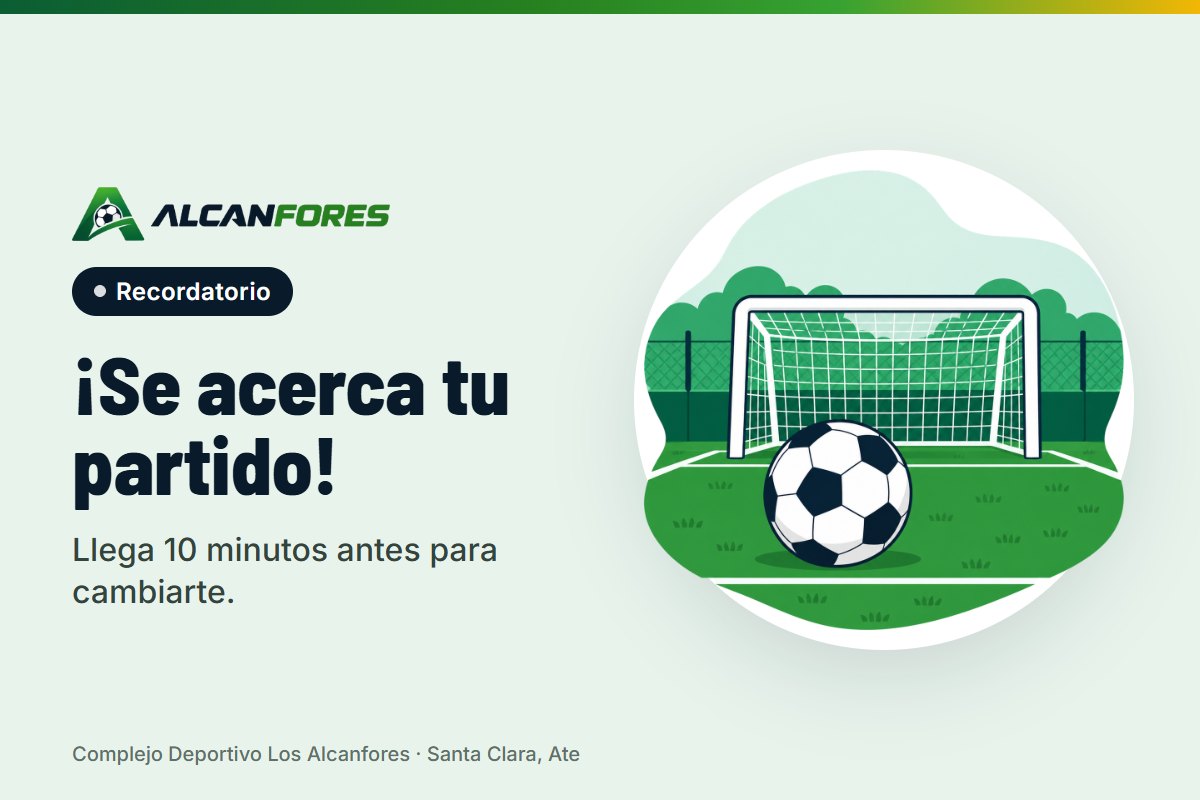 ALCANFORES
Recordatorio
¡Se acerca tu
partido!
Llega 10 minutos antes para
cambiarte.
Complejo Deportivo Los Alcanfores · Santa Clara, Ate